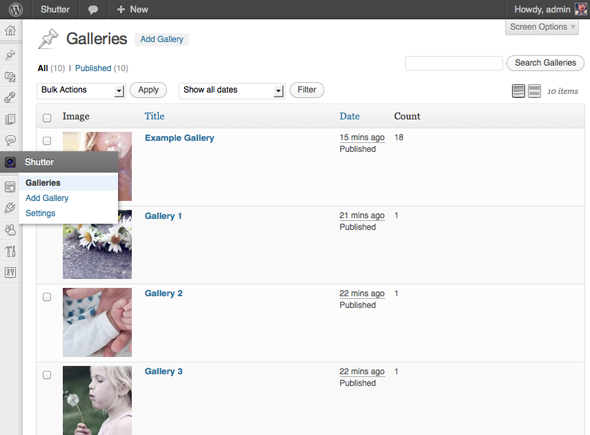 Shutter + New Howdy, admin
Screen Options
Galleries Add Gallery
All (10) | Published (10)
Search Galleries
Bulk Actions Apply Show all dates Filter 10 items
Image Title Date Count
Example Gallery 15 mins ago 18
Published
Shutter
Galleries
Add Gallery
Settings
Gallery 1 21 mins ago 1
Published
Gallery 2 22 mins ago 1
Published
Gallery 3 22 mins ago 1
Published